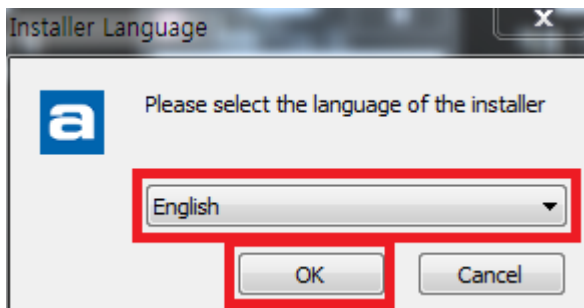 Installer Language
x
a
Please select the language of the installer
English
OK
Cancel